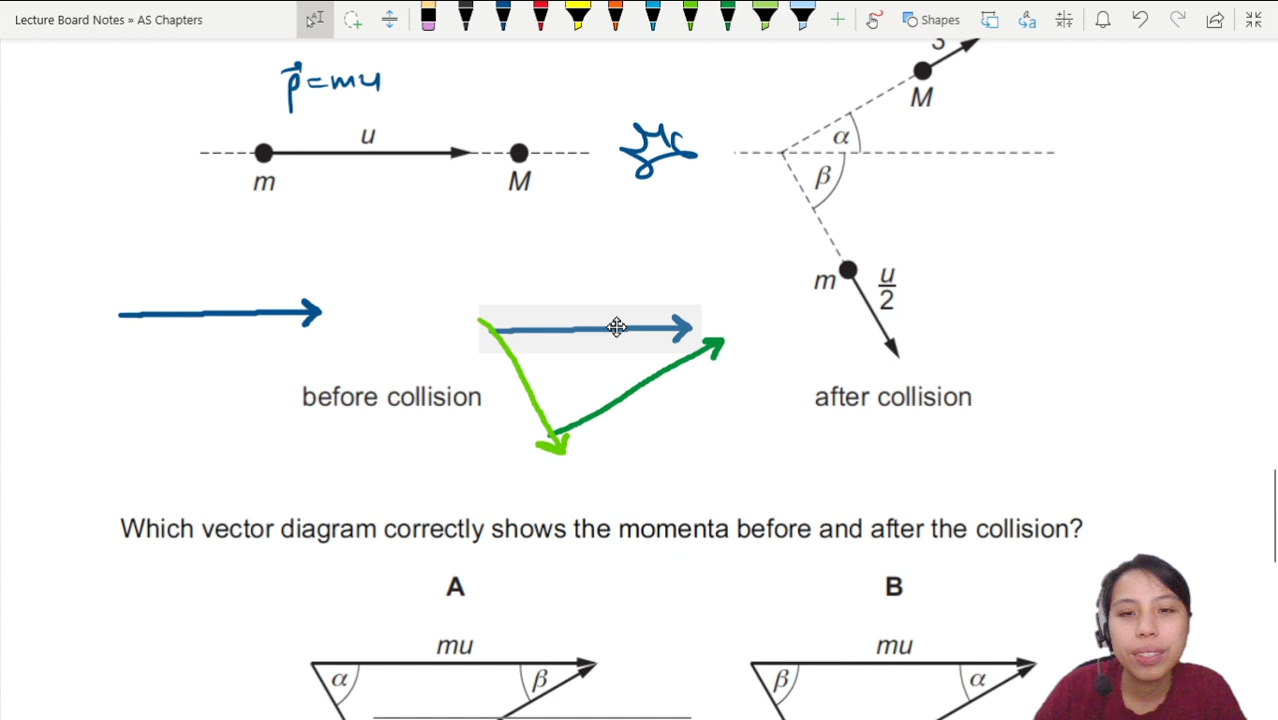 Lecture Board Notes » AS Chapters
Shapes
p=mu
3
M
u
α
m
M
β
m
u
2
before collision
after collision
Which vector diagram correctly shows the momenta before and after the collision?
A
B
mu
mu
α
β
β
α